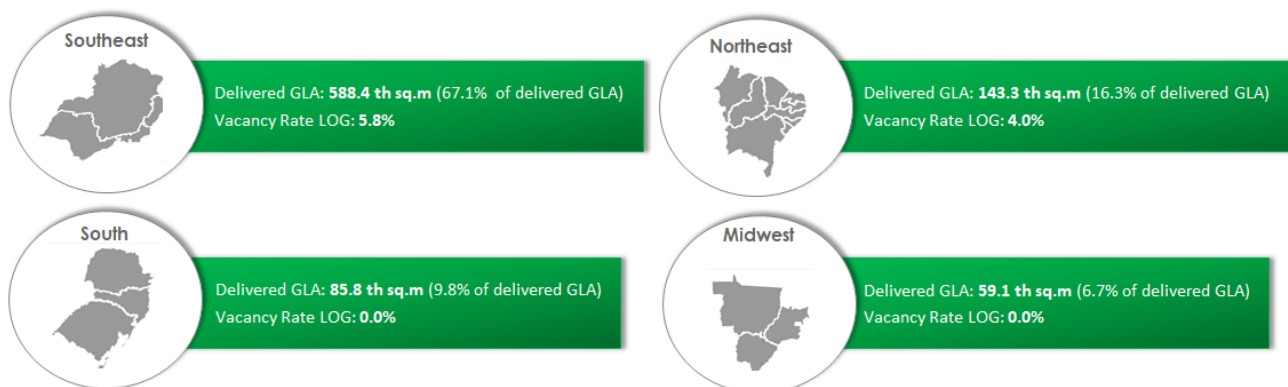 Southeast
Delivered GLA: 588.4 th sq.m (67.1% of delivered GLA)
Vacancy Rate LOG: 5.8%
Northeast
Delivered GLA: 143.3 th sq.m (16.3% of delivered GLA)
Vacancy Rate LOG: 4.0%
South
Delivered GLA: 85.8 th sq.m (9.8% of delivered GLA)
Vacancy Rate LOG: 0.0%
Midwest
Delivered GLA: 59.1 th sq.m (6.7% of delivered GLA)
Vacancy Rate LOG: 0.0%